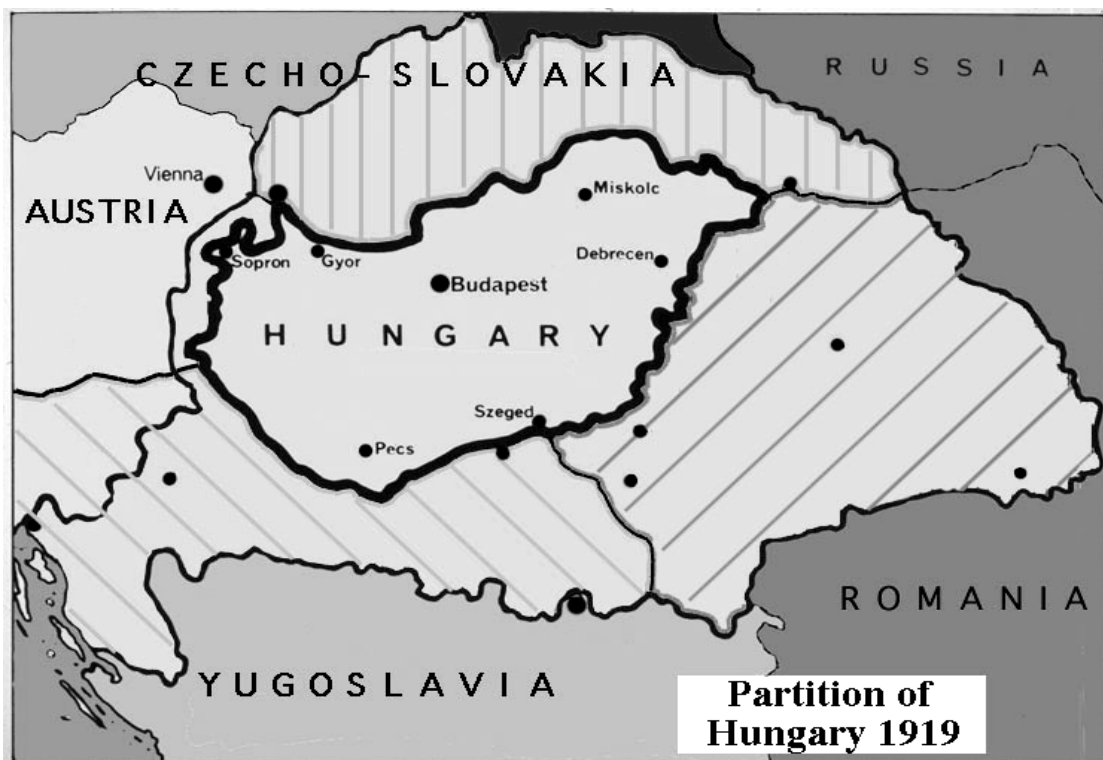 CZECHO-SLOVAKIA
RUSSIA
Vienna
Miskolc
AUSTRIA
Sopron
Gyor
Debrecen
Budapest
HUNGARY
Szeged
Pecs
ROMANIA
YUGOSLAVIA
Partition of
Hungary 1919